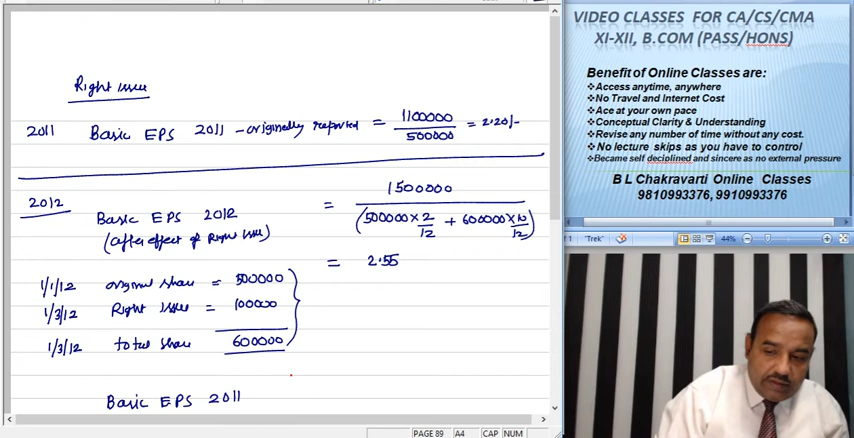 Right issue
2011 Basic EPS 2011 - originally reported = 1100000 / 500000 = 2.20/-
2012
Basic EPS 2012 = 1500000 / (500000 × 2/12 + 600000 × 10/12)
(after effect of Right Issue)
= 2.55
1/1/12 original share = 500000
1/3/12 Right issue = 100000
1/3/12 total share 600000
Basic EPS 2011
PAGE 89 A4 CAP NUM
VIDEO CLASSES FOR CA/CS/CMA
XI-XII, B.COM (PASS/HONS)
Benefit of Online Classes are:
❖Access anytime, anywhere
❖No Travel and Internet Cost
❖Ace at your own pace
❖Conceptual Clarity & Understanding
❖Revise any number of time without any cost.
❖No lecture skips as you have to control
❖Became self deciplined and sincere as no external pressure
B L Chakravarti Online Classes
9810993376, 9910993376
f 1 "Trek" 44%